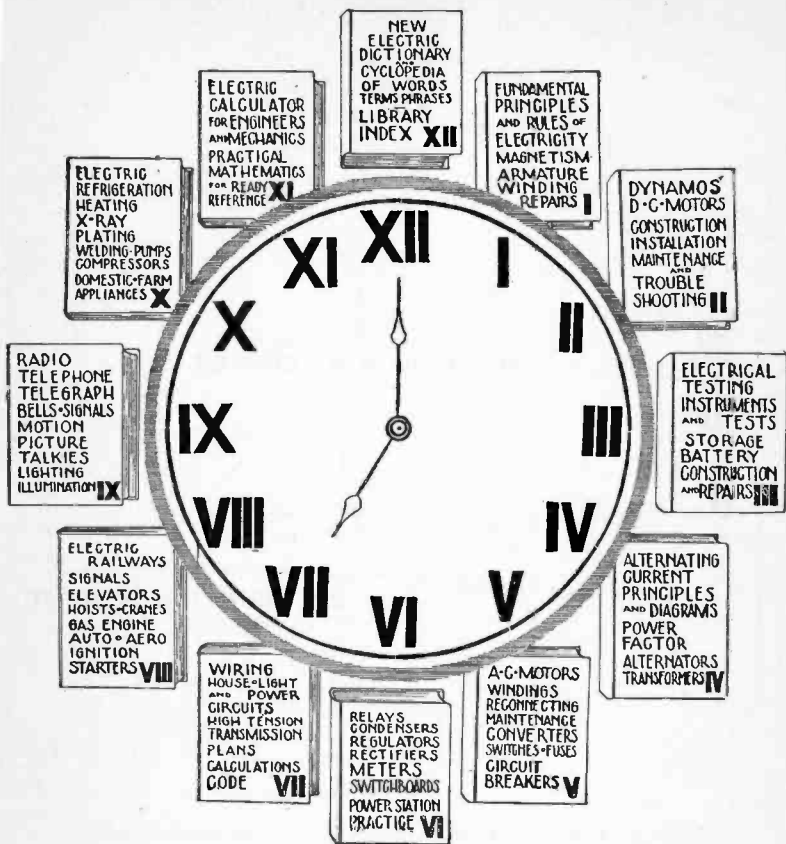 NEW
ELECTRIC
DICTIONARY
AND
CYCLOPEDIA
OF WORDS
TERMS PHRASES
LIBRARY
INDEX XII
FUNDAMENTAL
PRINCIPLES
AND RULES OF
ELECTRICITY
MAGNETISM
ARMATURE
WINDING
REPAIRS I
DYNAMOS
D·C·MOTORS
CONSTRUCTION
INSTALLATION
MAINTENANCE
AND
TROUBLE
SHOOTING II
ELECTRICAL
TESTING
INSTRUMENTS
AND TESTS
STORAGE
BATTERY
CONSTRUCTION
AND REPAIRS III
ALTERNATING
CURRENT
PRINCIPLES
AND DIAGRAMS
POWER
FACTOR
ALTERNATORS
TRANSFORMERS IV
A·C·MOTORS
WINDINGS
RECONNECTING
MAINTENANCE
CONVERTERS
SWITCHES·FUSES
CIRCUIT
BREAKERS V
RELAYS
CONDENSERS
REGULATORS
RECTIFIERS
METERS
SWITCHBOARDS
POWER STATION
PRACTICE VI
WIRING
HOUSE·LIGHT
AND POWER
CIRCUITS
HIGH TENSION
TRANSMISSION
PLANS
CALCULATIONS
CODE VII
ELECTRIC
RAILWAYS
SIGNALS
ELEVATORS
HOISTS-CRANES
GAS ENGINE
AUTO·AERO
IGNITION
STARTERS VIII
RADIO
TELEPHONE
TELEGRAPH
BELLS·SIGNALS
MOTION
PICTURE
TALKIES
LIGHTING
ILLUMINATION IX
ELECTRIC
REFRIGERATION
HEATING
X·RAY
PLATING
WELDING·PUMPS
COMPRESSORS
DOMESTIC·FARM
APPLIANCES X
ELECTRIC
CALCULATOR
FOR ENGINEERS
AND MECHANICS
PRACTICAL
MATHEMATICS
FOR READY
REFERENCE XI
XII
I
II
III
IV
V
VI
VII
VIII
IX
X
XI